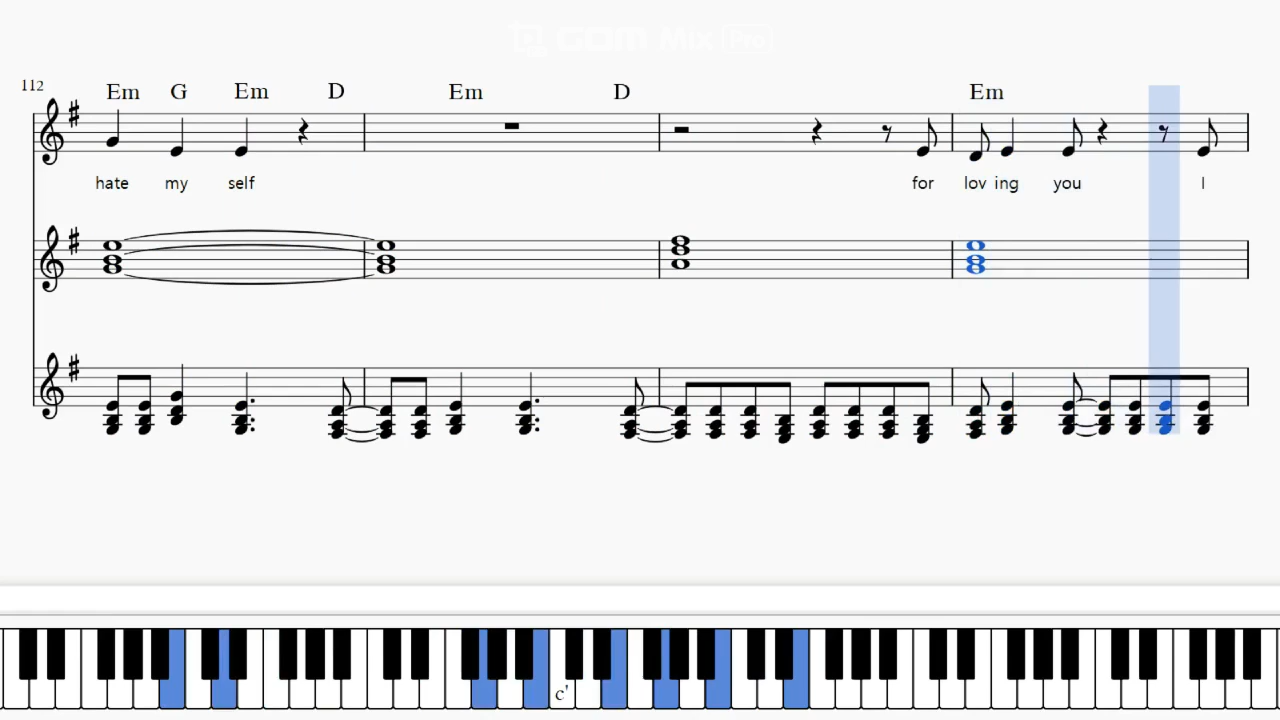 GOM Mix Pro
112
Em G Em D Em D Em
hate my self for lov ing you I
c'